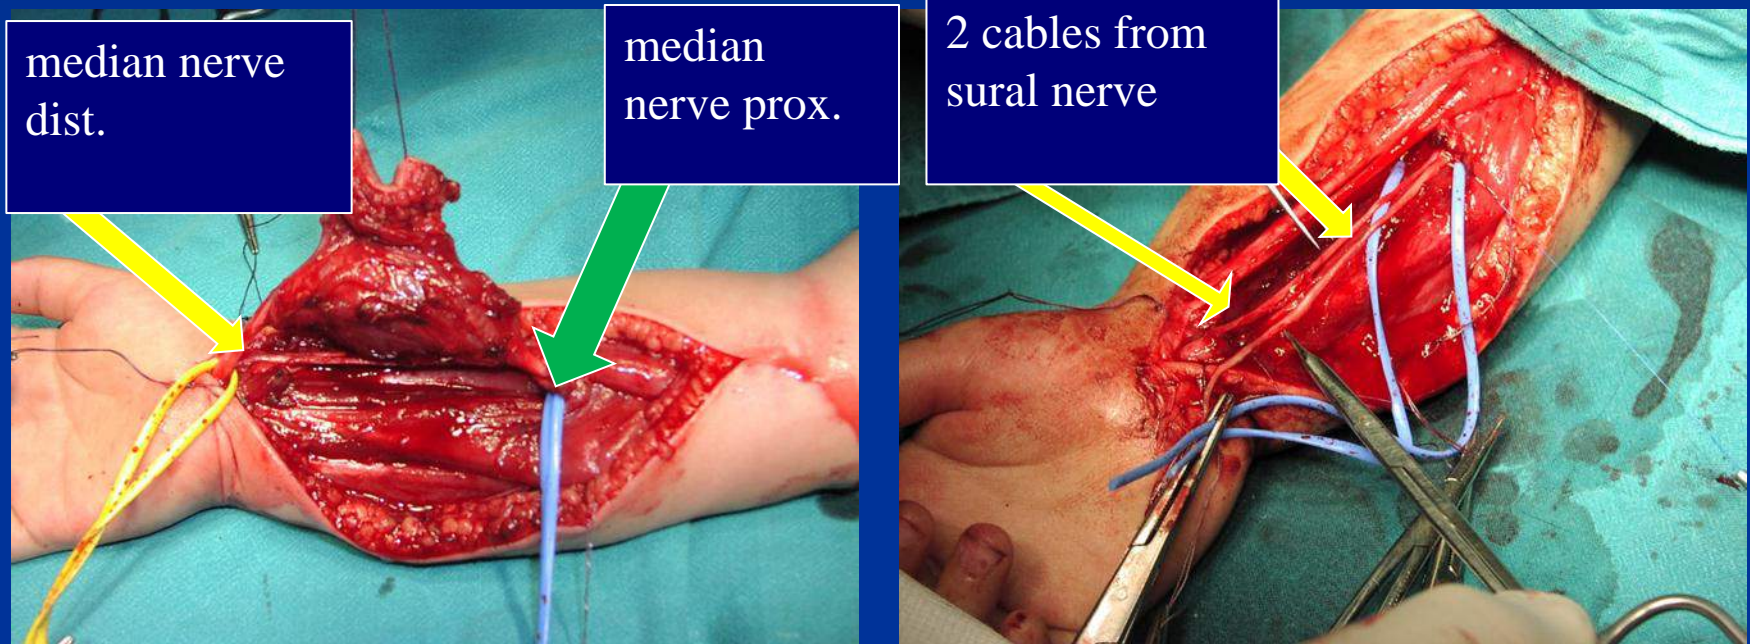 median nerve
dist.
median
nerve prox.
2 cables from
sural nerve